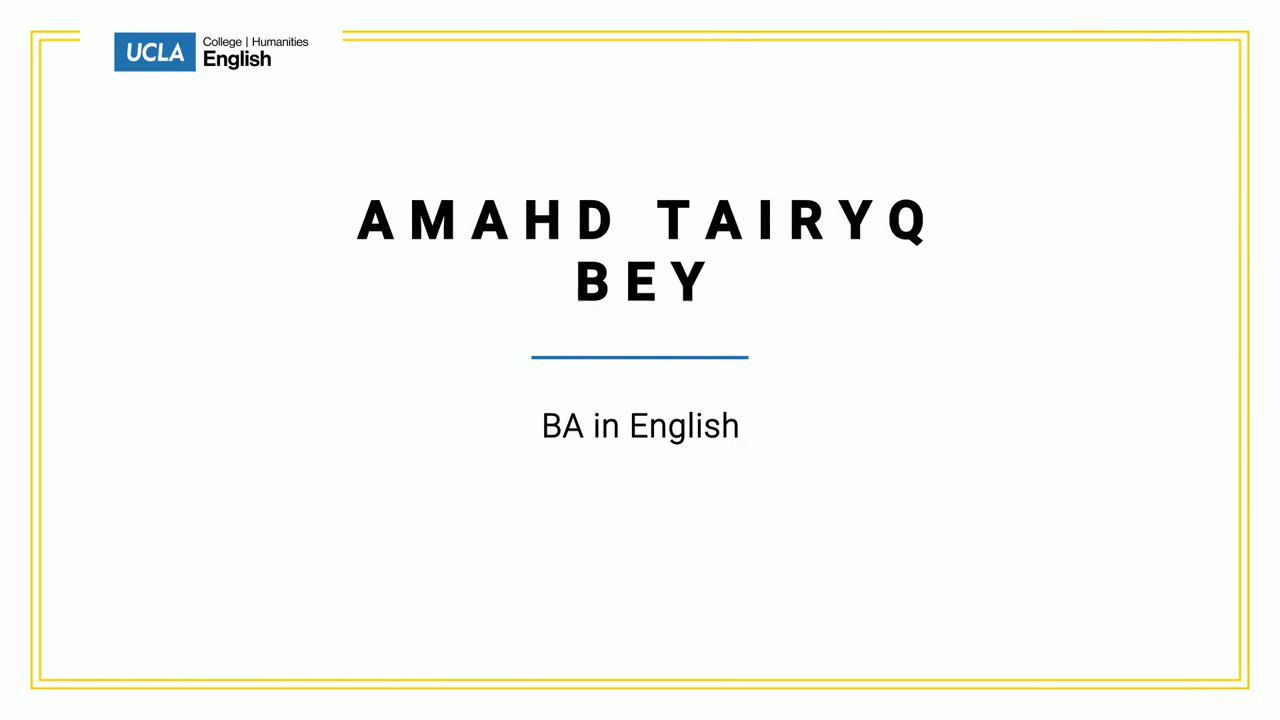 UCLA
College | Humanities
English
AMAHD TAIRYQ
BEY
BA in English